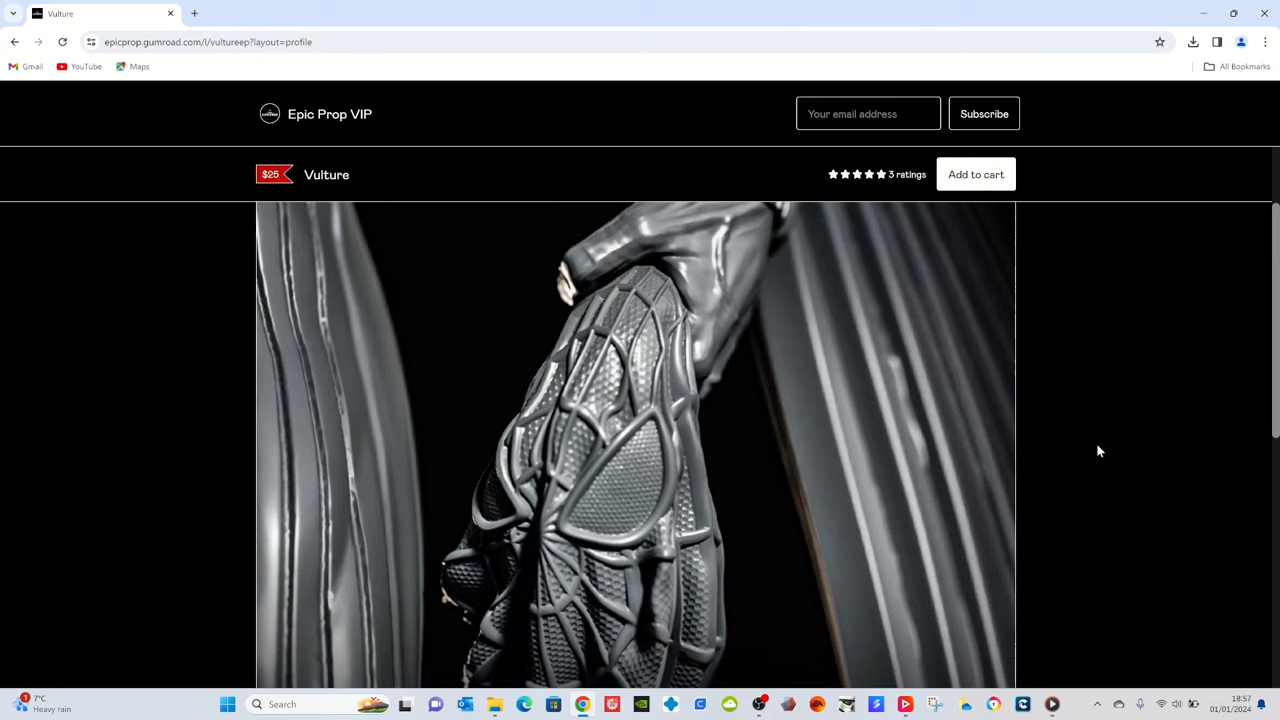 Vulture
epicprop.gumroad.com/l/vultureep?layout=profile
Gmail
YouTube
Maps
All Bookmarks
Epic Prop VIP
Your email address
Subscribe
$25
Vulture
3 ratings
Add to cart
1
7°C
Heavy rain
Search
18:57
01/01/2024